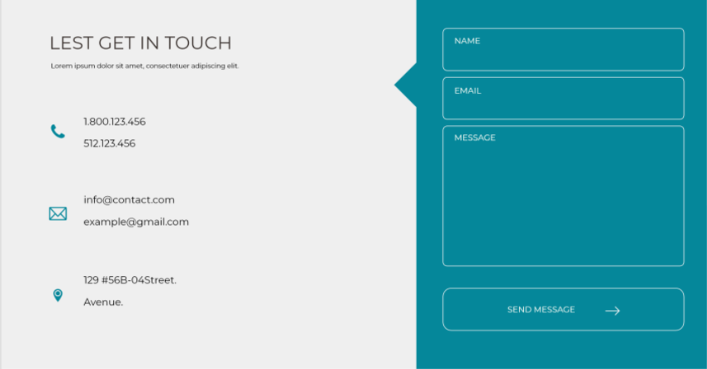 LEST GET IN TOUCH
Lorem ipsum dolor sit amet, consectetuer adipiscing elit.
1.800.123.456
512.123.456
info@contact.com
example@gmail.com
129 #56B-04Street.
Avenue.
NAME
EMAIL
MESSAGE
SEND MESSAGE